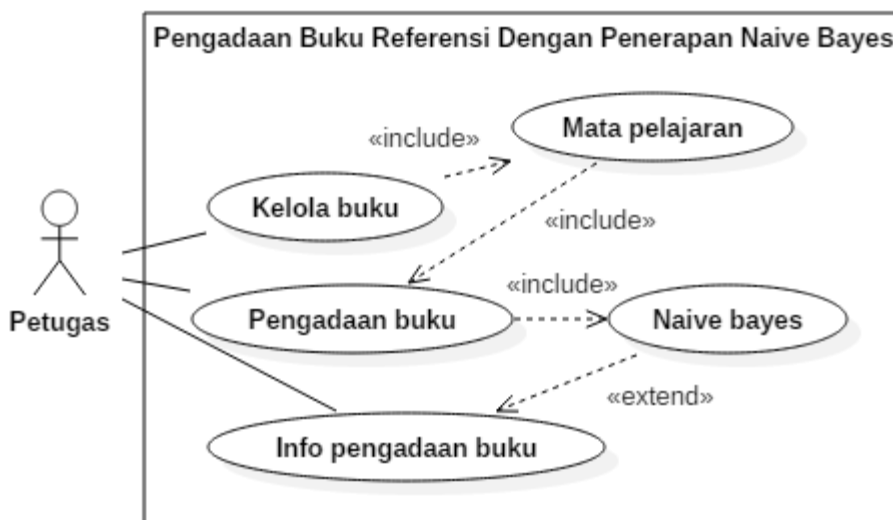 Pengadaan Buku Referensi Dengan Penerapan Naive Bayes
Mata pelajaran
«include»
Kelola buku
«include»
«include»
Pengadaan buku
Naive bayes
Petugas
«extend»
Info pengadaan buku